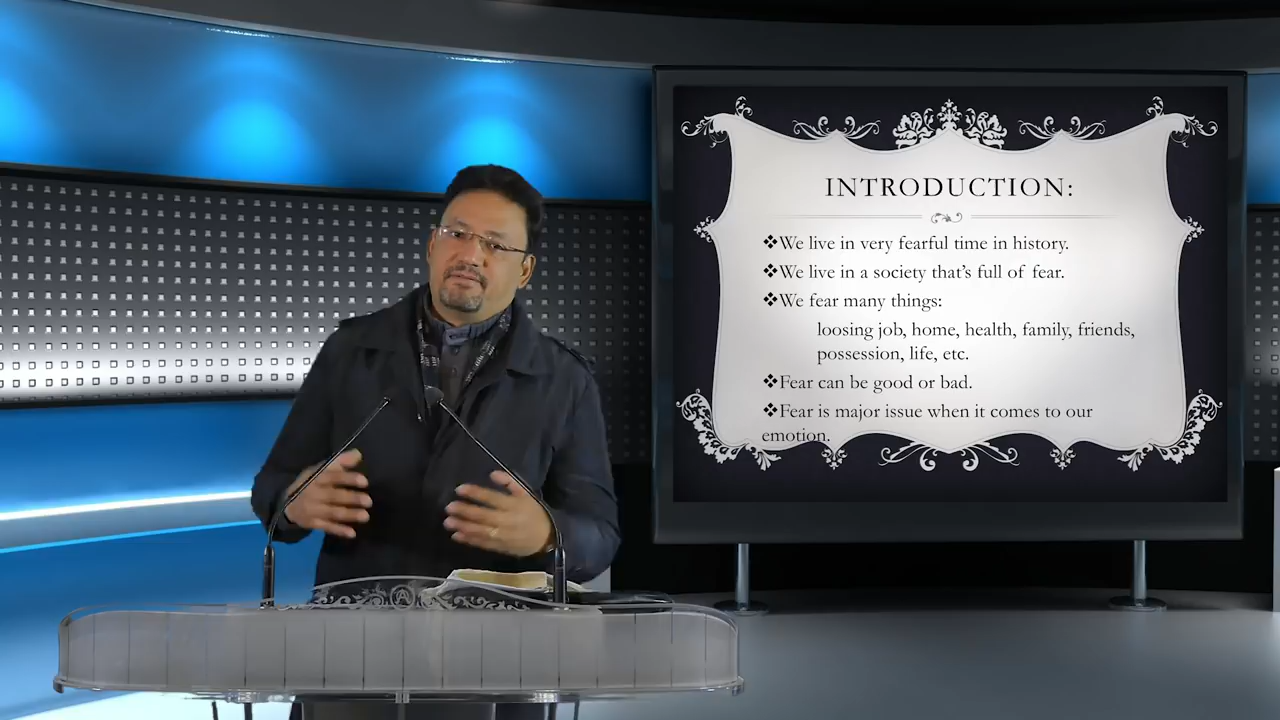 INTRODUCTION:
❖We live in very fearful time in history.
❖We live in a society that's full of fear.
❖We fear many things:
loosing job, home, health, family, friends,
possession, life, etc.
❖Fear can be good or bad.
❖Fear is major issue when it comes to our
emotion.